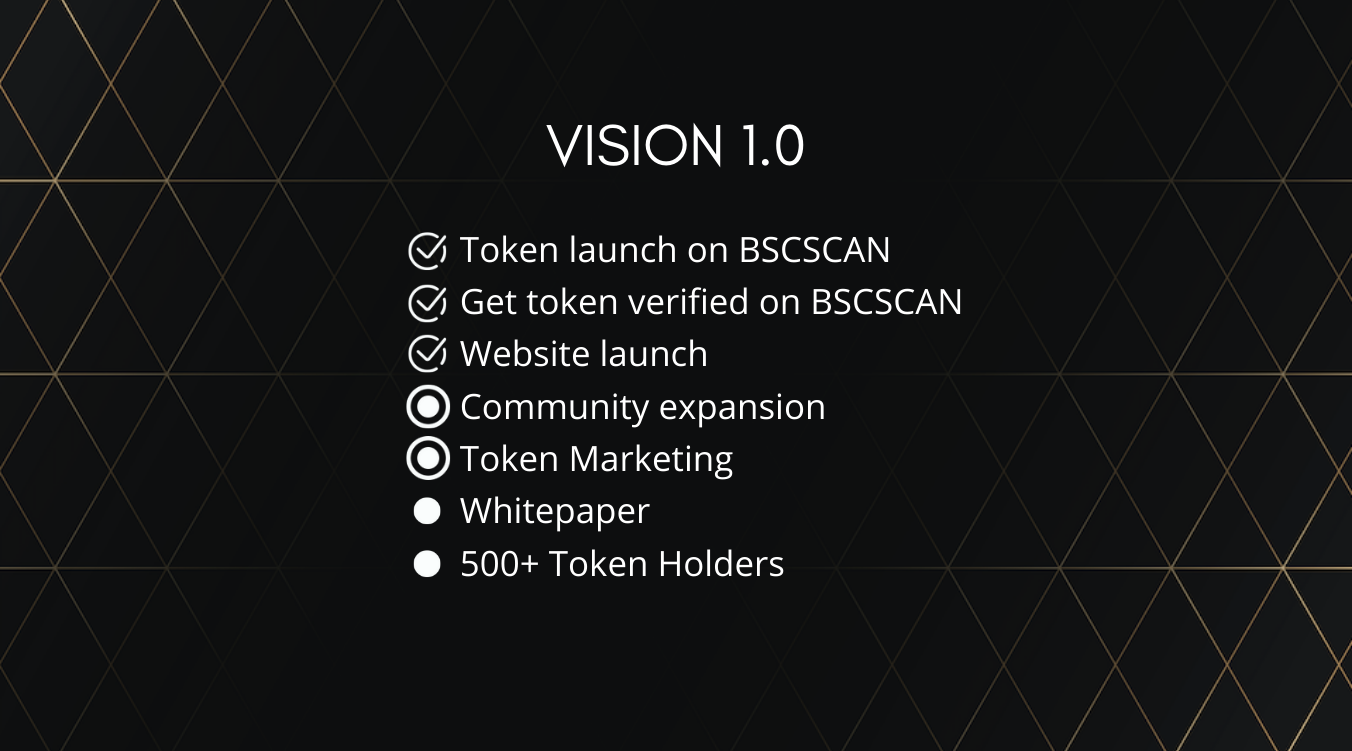 VISION 1.0
Token launch on BSCSCAN
Get token verified on BSCSCAN
Website launch
Community expansion
Token Marketing
Whitepaper
500+ Token Holders